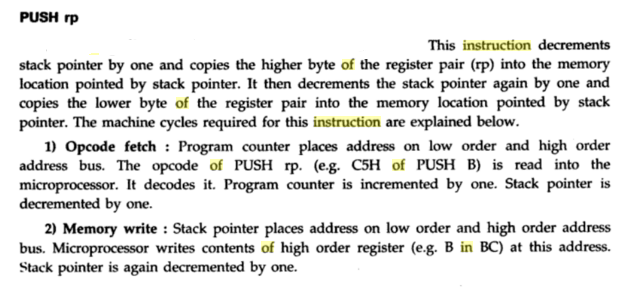 PUSH rp
This instruction decrements
stack pointer by one and copies the higher byte of the register pair (rp) into the memory
location pointed by stack pointer. It then decrements the stack pointer again by one and
copies the lower byte of the register pair into the memory location pointed by stack
pointer. The machine cycles required for this instruction are explained below.
1) Opcode fetch : Program counter places address on low order and high order
address bus. The opcode of PUSH rp. (e.g. C5H of PUSH B) is read into the
microprocessor. It decodes it. Program counter is incremented by one. Stack pointer is
decremented by one.
2) Memory write : Stack pointer places address on low order and high order address
bus. Microprocessor writes contents of high order register (e.g. B in BC) at this address.
Stack pointer is again decremented by one.